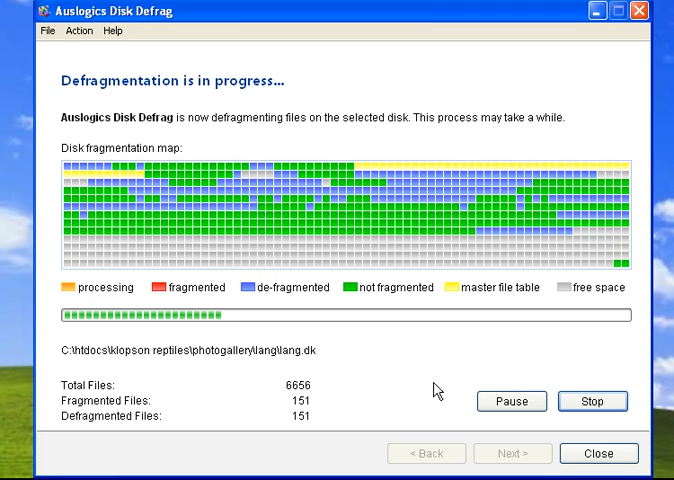 Auslogics Disk Defrag
File Action Help
Defragmentation is in progress...
Auslogics Disk Defrag is now defragmenting files on the selected disk. This process may take a while.
Disk fragmentation map:
processing fragmented de-fragmented not fragmented master file table free space
C:\htdocs\klopson reptiles\photogallery\lang\lang.dk
Total Files: 6656
Fragmented Files: 151
Defragmented Files: 151
Pause Stop
< Back Next > Close